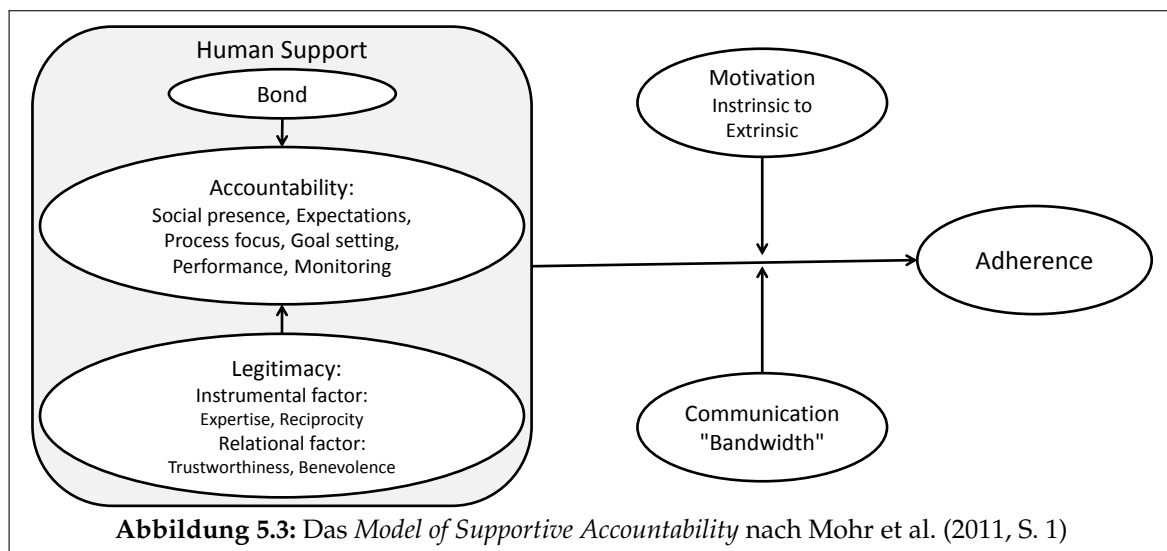 Human Support
Bond
Accountability:
Social presence, Expectations,
Process focus, Goal setting,
Performance, Monitoring
Legitimacy:
Instrumental factor:
Expertise, Reciprocity
Relational factor:
Trustworthiness, Benevolence
Motivation
Instrinsic to
Extrinsic
Communication
"Bandwidth"
Adherence
Abbildung 5.3: Das Model of Supportive Accountability nach Mohr et al. (2011, S. 1)